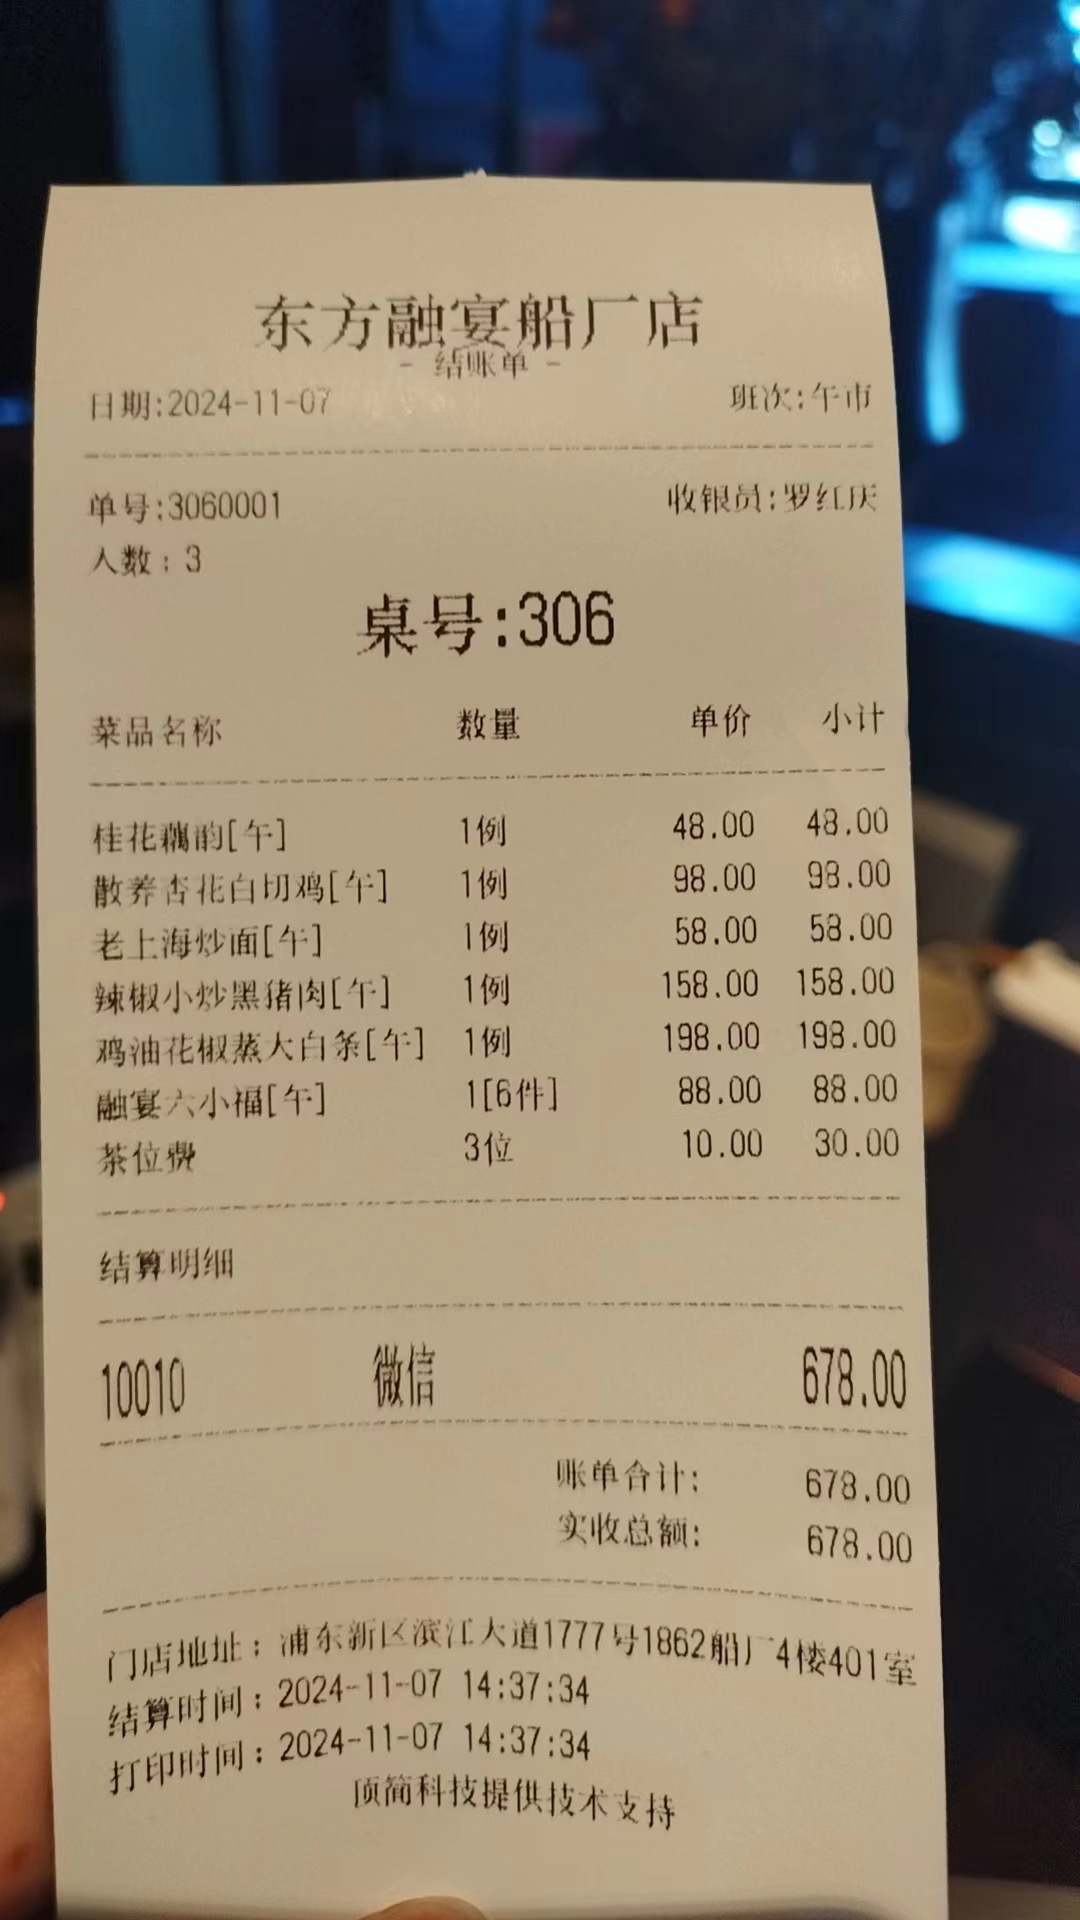 东方融宴船厂店
- 结账单 -
日期:2024-11-07 班次:午市
单号:3060001 收银员:罗红庆
人数：3
桌号:306
菜品名称 数量 单价 小计
桂花藕韵[午] 1例 48.00 48.00
散养杏花白切鸡[午] 1例 98.00 98.00
老上海炒面[午] 1例 58.00 58.00
辣椒小炒黑猪肉[午] 1例 158.00 158.00
鸡油花椒蒸大白条[午] 1例 198.00 198.00
融宴六小福[午] 1[6件] 88.00 88.00
茶位费 3位 10.00 30.00
结算明细
10010 微信 678.00
账单合计: 678.00
实收总额: 678.00
门店地址：浦东新区滨江大道1777号1862船厂4楼401室
结算时间：2024-11-07 14:37:34
打印时间：2024-11-07 14:37:34
顶简科技提供技术支持